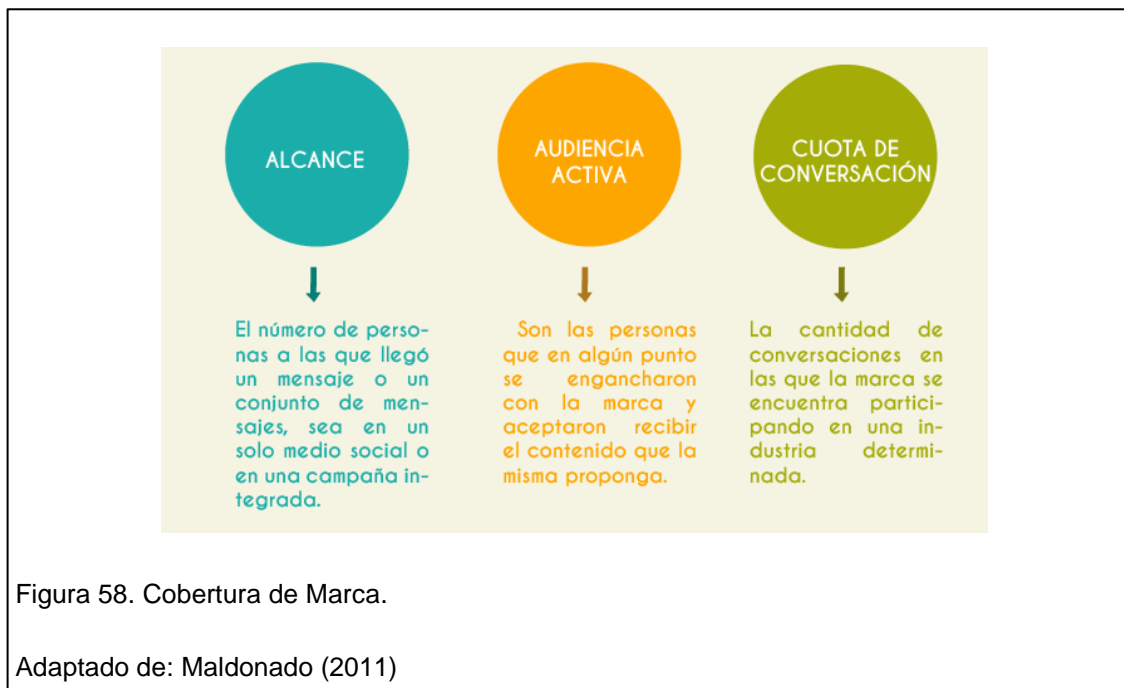 ALCANCE
AUDIENCIA
ACTIVA
CUOTA DE
CONVERSACIÓN
El número de perso-
nas a las que llegó
un mensaje o un
conjunto de men-
sajes, sea en un
solo medio social o
en una campaña in-
tegrada.
Son las personas
que en algún punto
se engancharon
con la marca y
aceptaron recibir
el contenido que la
misma proponga.
La cantidad de
conversaciones en
las que la marca se
encuentra partici-
pando en una in-
dustria determi-
nada.
Figura 58. Cobertura de Marca.
Adaptado de: Maldonado (2011)